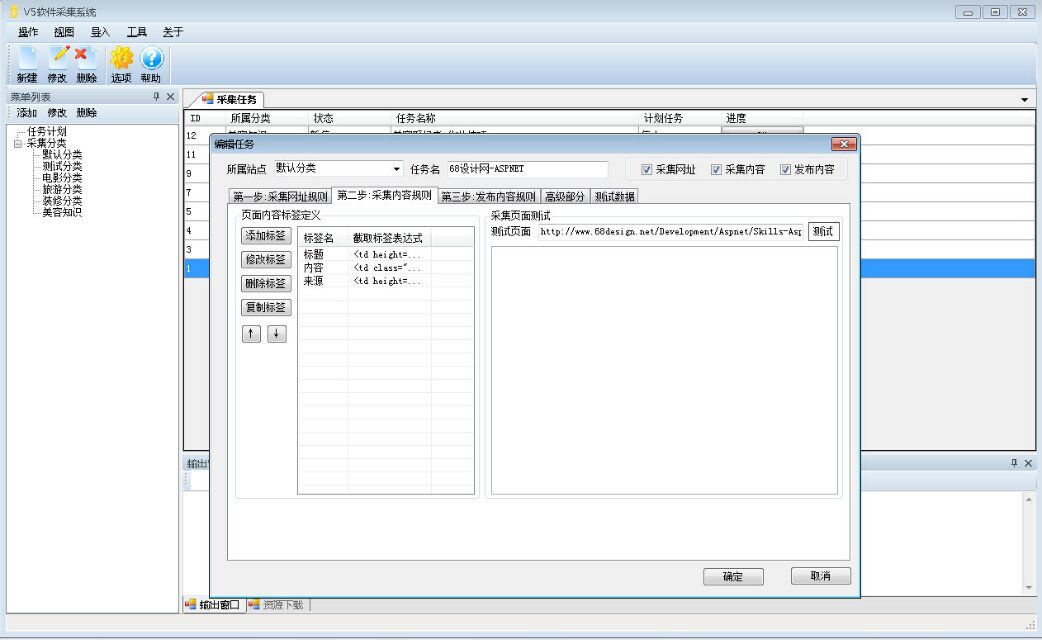 V5软件采集系统
操作 视图 导入 工具 关于
新建 修改 删除 选项 帮助
菜单列表
添加 修改 删除
任务计划
采集分类
默认分类
测试分类
电影分类
旅游分类
装修分类
美容知识
采集任务
ID 所属分类 状态 任务名称 计划任务 进度
12
11
9
7
5
4
3
1
编辑任务
所属站点 默认分类 任务名 68设计网-ASPNET 采集网址 采集内容 发布内容
第一步:采集网址规则 第二步:采集内容规则 第三步:发布内容规则 高级部分 测试数据
页面内容标签定义
添加标签
修改标签
删除标签
复制标签
↑ ↓
标签名 截取标签表达式
标题 <td height=...
内容 <td class="...
来源 <td height=...
采集页面测试
测试页面 http://www.68design.net/Development/Aspnet/Skills-Asp 测试
确定 取消
输出
输出窗口 资源下载